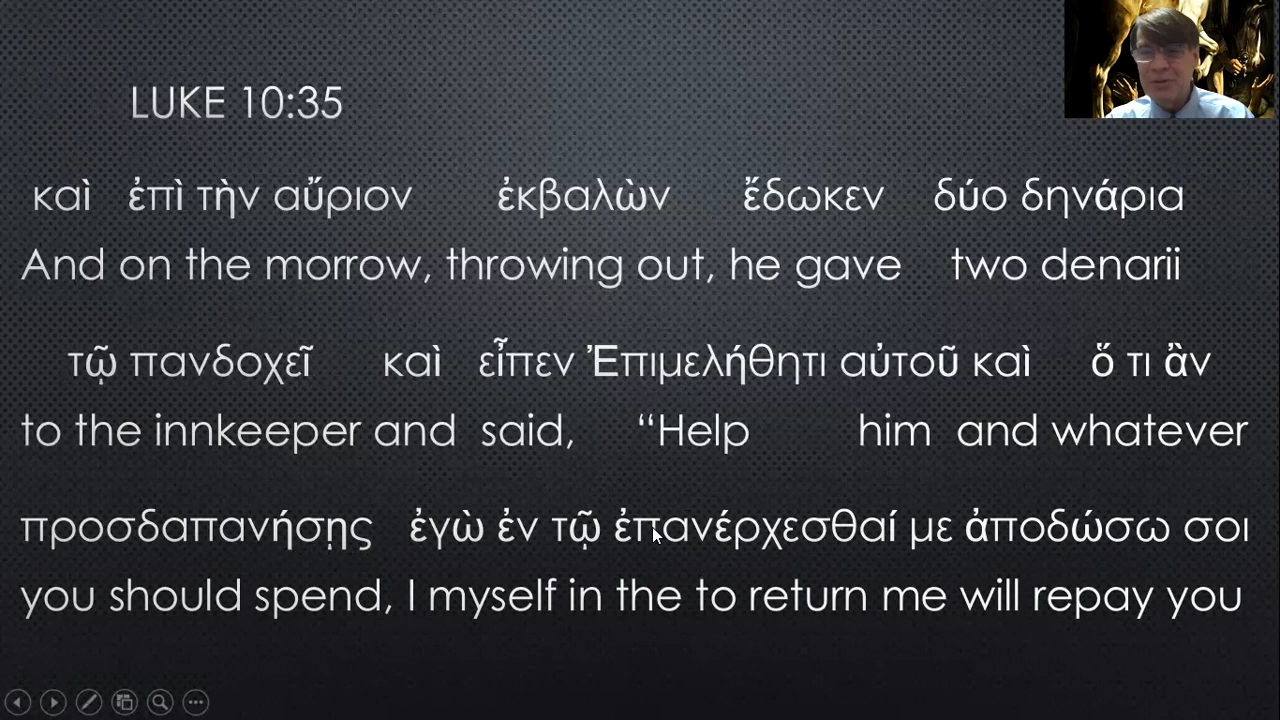 LUKE 10:35
καὶ ἐπὶ τὴν αὔριον ἐκβαλὼν ἔδωκεν δύο δηνάρια
And on the morrow, throwing out, he gave two denarii
τῷ πανδοχεῖ καὶ εἶπεν Ἐπιμελήθητι αὐτοῦ καὶ ὅ τι ἂν
to the innkeeper and said, “Help him and whatever
προσδαπανήσῃς ἐγὼ ἐν τῷ ἐπανέρχεσθαί με ἀποδώσω σοι
you should spend, I myself in the to return me will repay you